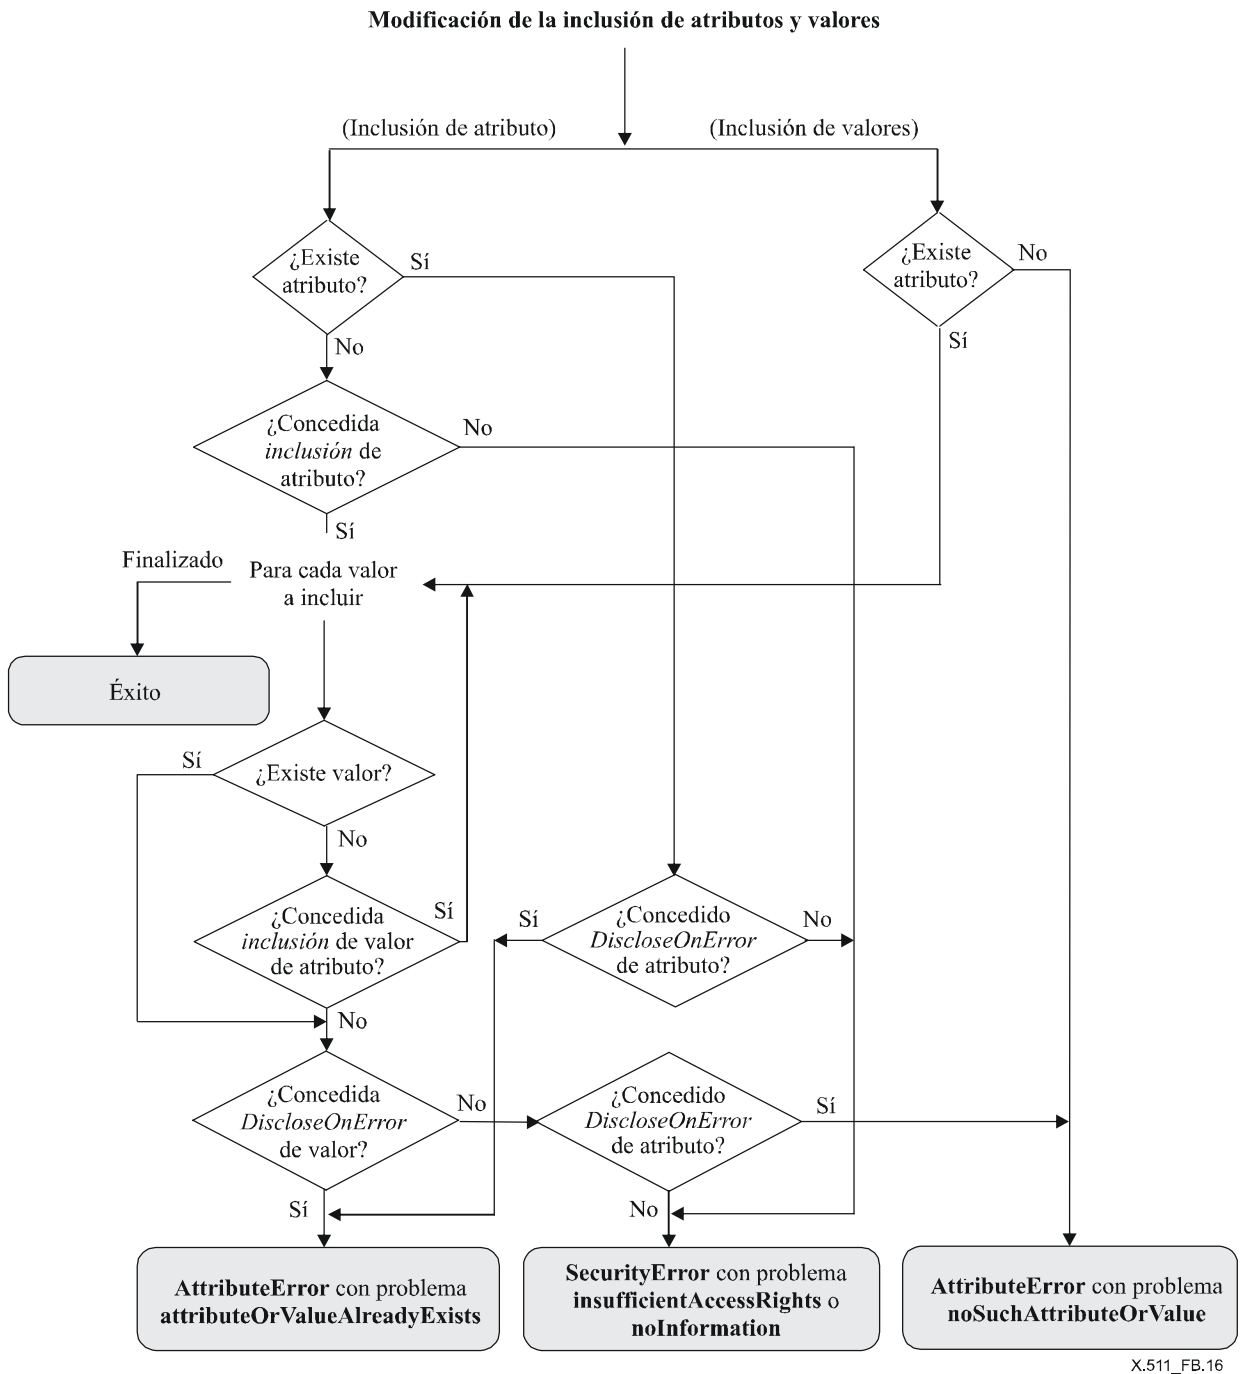 Modificación de la inclusión de atributos y valores
(Inclusión de atributo)
(Inclusión de valores)
¿Existe
atributo?
Sí
¿Existe
atributo?
No
No
Sí
¿Concedida
inclusión de
atributo?
No
Sí
Finalizado
Para cada valor
a incluir
Éxito
Sí
¿Existe valor?
No
¿Concedida
inclusión de valor
de atributo?
Sí
Sí
¿Concedido
DiscloseOnError
de atributo?
No
No
¿Concedida
DiscloseOnError
de valor?
No
¿Concedido
DiscloseOnError
de atributo?
Sí
Sí
No
AttributeError con problema
attributeOrValueAlreadyExists
SecurityError con problema
insufficientAccessRights o
noInformation
AttributeError con problema
noSuchAttributeOrValue
X.511_FB.16